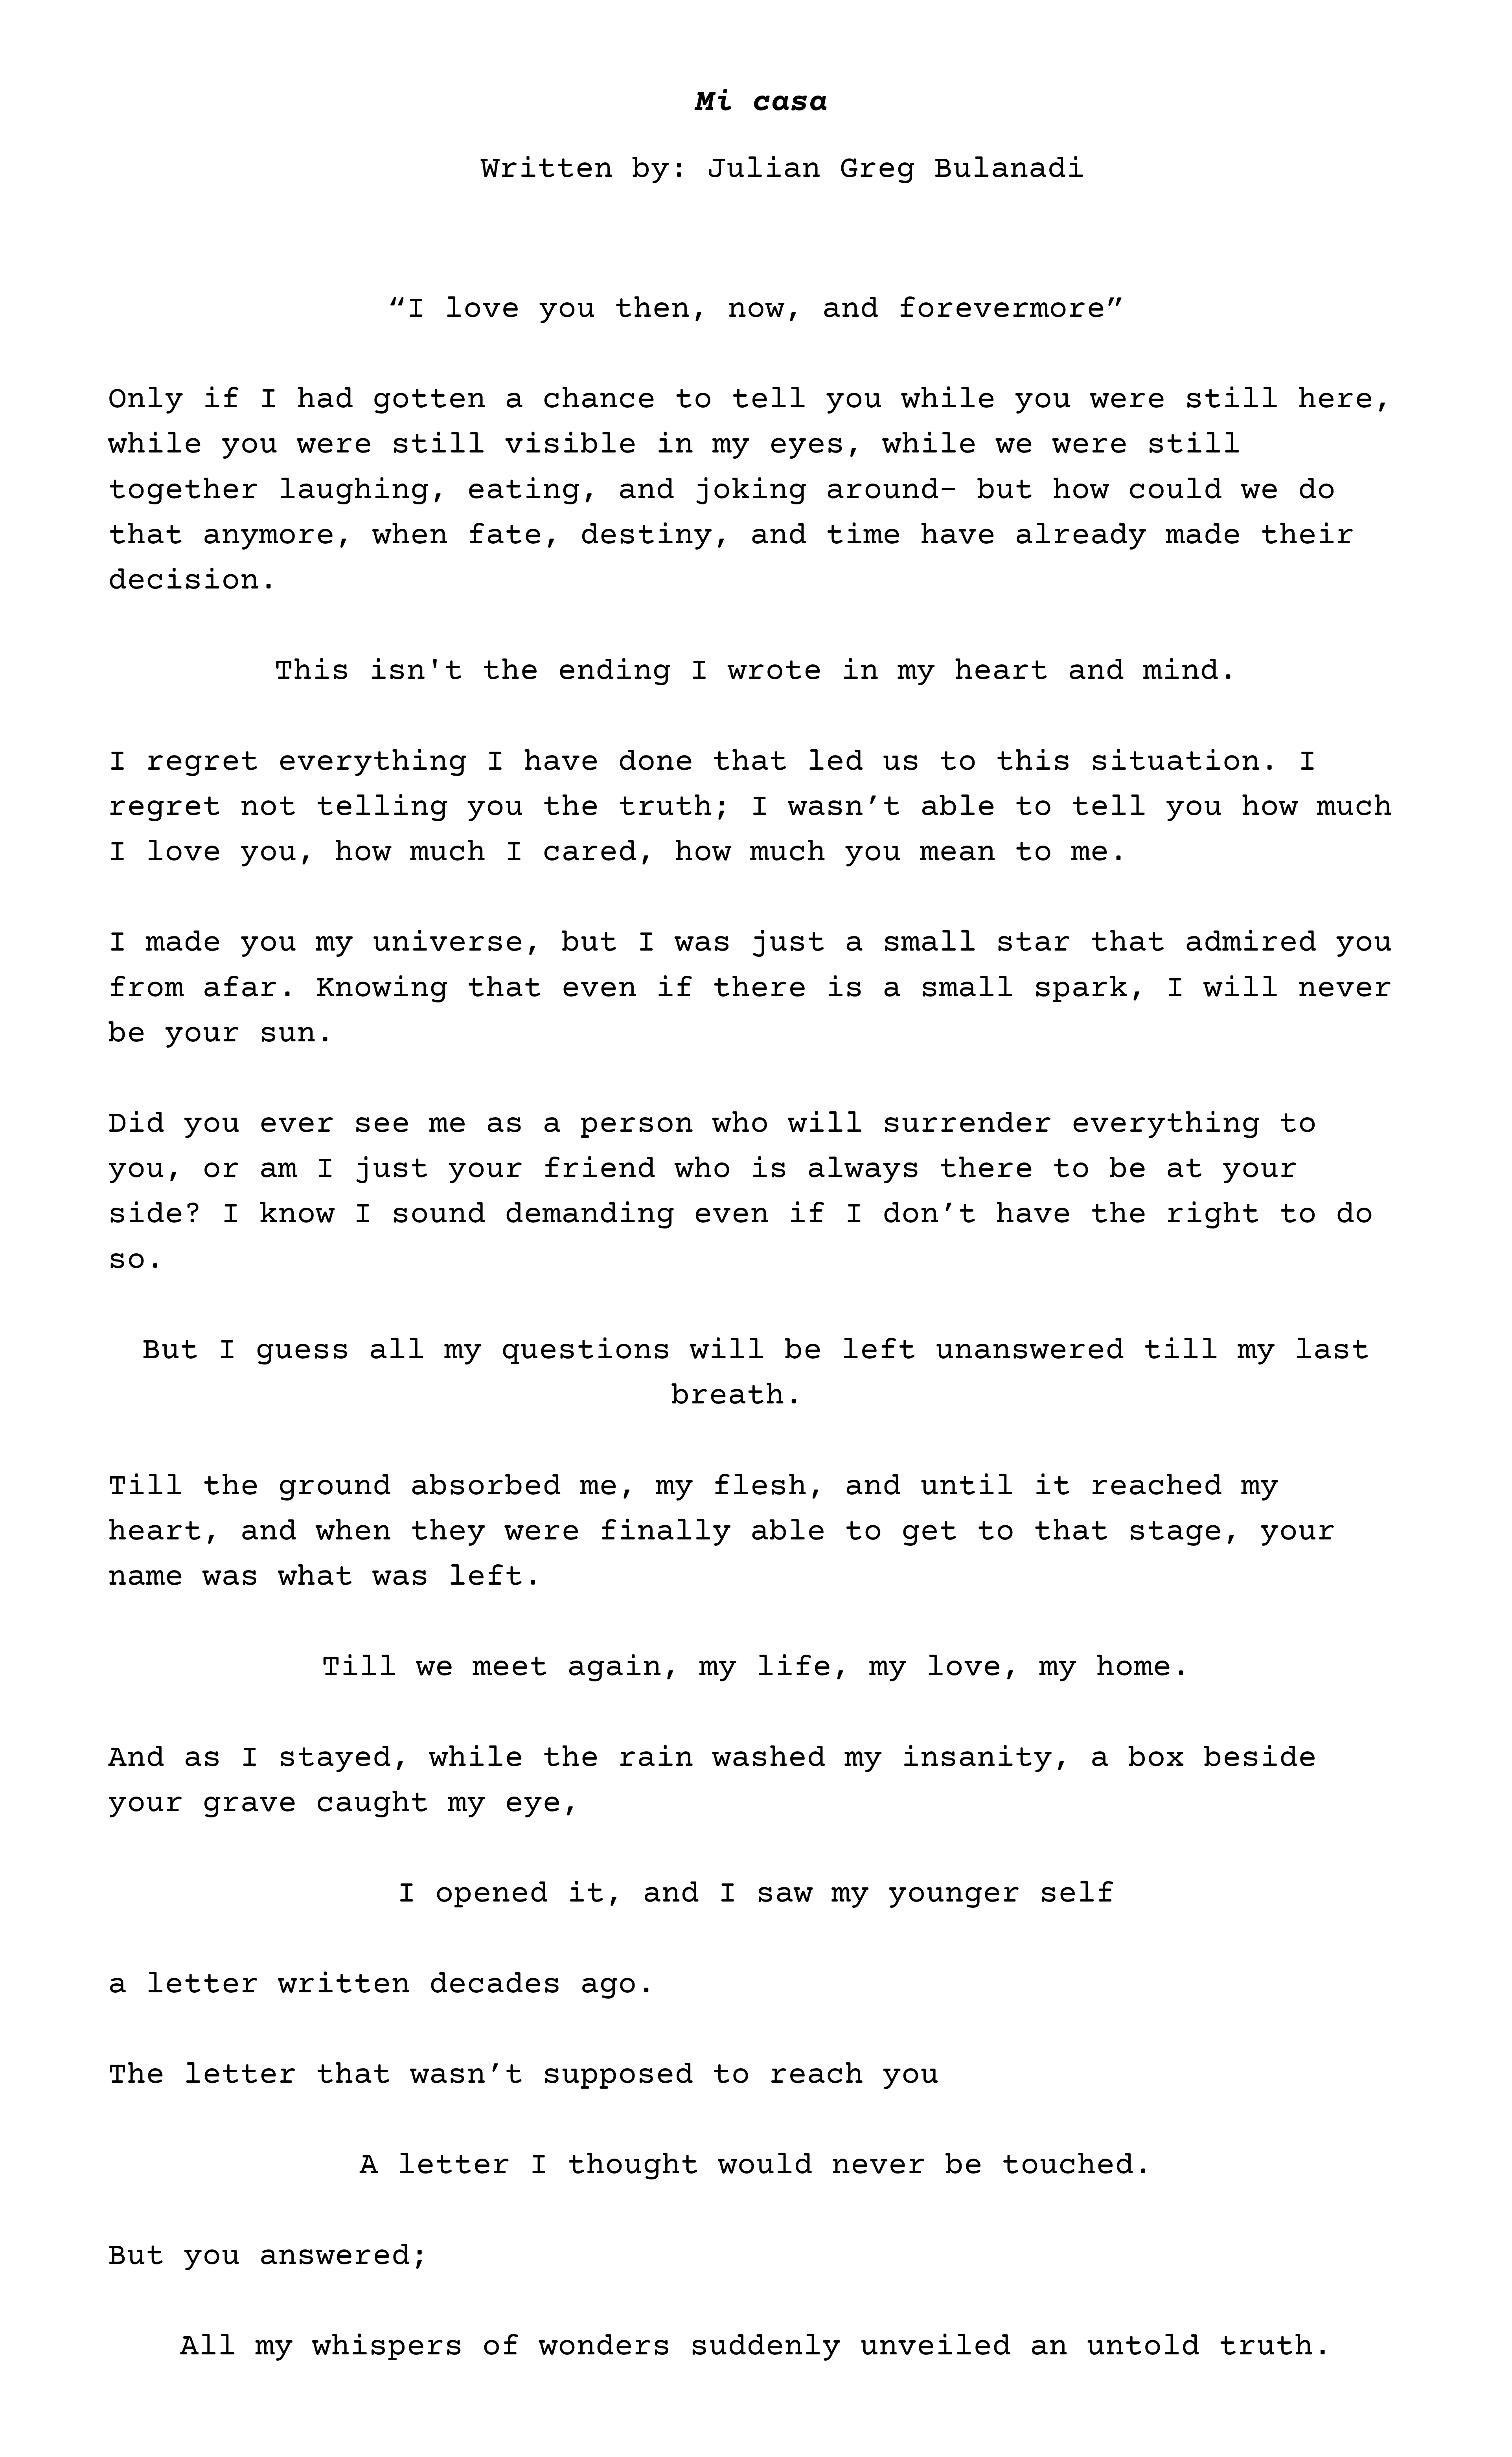 Mi casa
Written by: Julian Greg Bulanadi
“I love you then, now, and forevermore”
Only if I had gotten a chance to tell you while you were still here,
while you were still visible in my eyes, while we were still
together laughing, eating, and joking around– but how could we do
that anymore, when fate, destiny, and time have already made their
decision.
This isn't the ending I wrote in my heart and mind.
I regret everything I have done that led us to this situation. I
regret not telling you the truth; I wasn’t able to tell you how much
I love you, how much I cared, how much you mean to me.
I made you my universe, but I was just a small star that admired you
from afar. Knowing that even if there is a small spark, I will never
be your sun.
Did you ever see me as a person who will surrender everything to
you, or am I just your friend who is always there to be at your
side? I know I sound demanding even if I don’t have the right to do
so.
But I guess all my questions will be left unanswered till my last
breath.
Till the ground absorbed me, my flesh, and until it reached my
heart, and when they were finally able to get to that stage, your
name was what was left.
Till we meet again, my life, my love, my home.
And as I stayed, while the rain washed my insanity, a box beside
your grave caught my eye,
I opened it, and I saw my younger self
a letter written decades ago.
The letter that wasn’t supposed to reach you
A letter I thought would never be touched.
But you answered;
All my whispers of wonders suddenly unveiled an untold truth.